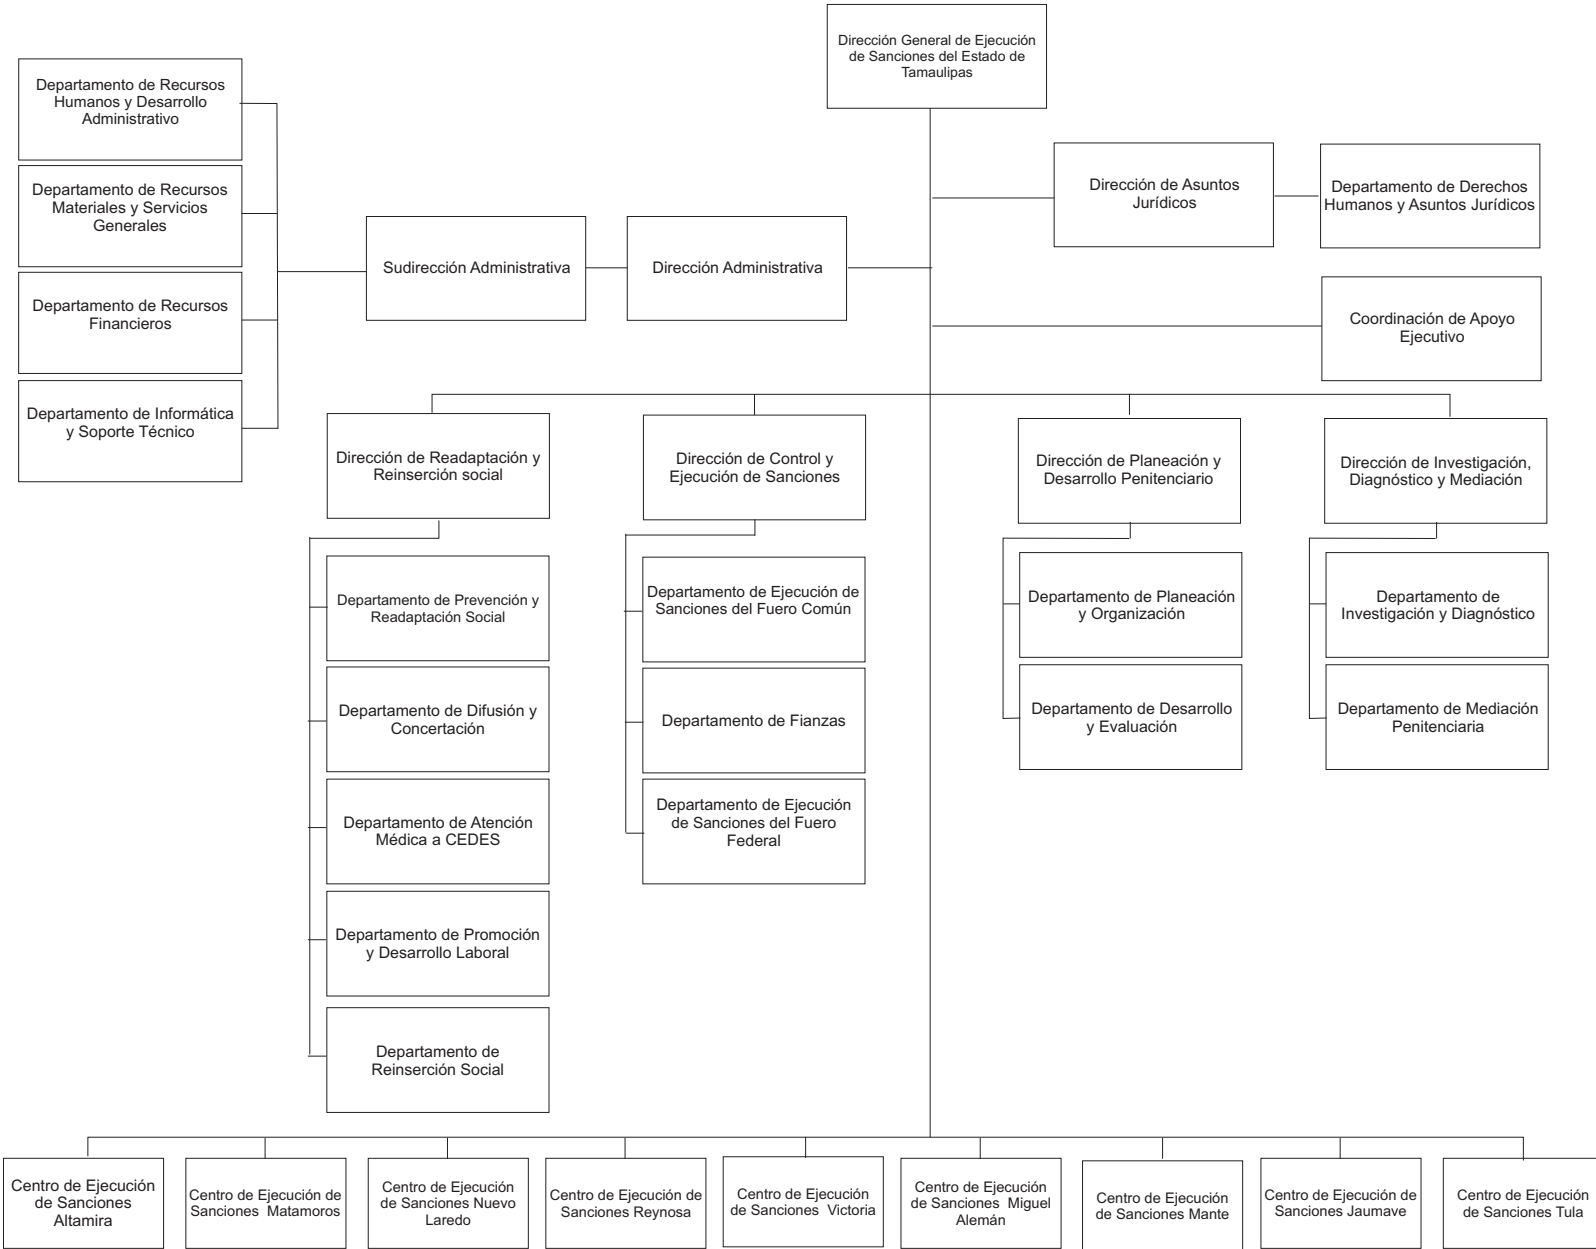 Dirección General de Ejecución
de Sanciones del Estado de
Tamaulipas
Departamento de Recursos
Humanos y Desarrollo
Administrativo
Departamento de Recursos
Materiales y Servicios
Generales
Departamento de Recursos
Financieros
Departamento de Informática
y Soporte Técnico
Sudirección Administrativa
Dirección Administrativa
Dirección de Asuntos
Jurídicos
Departamento de Derechos
Humanos y Asuntos Jurídicos
Coordinación de Apoyo
Ejecutivo
Dirección de Readaptación y
Reinserción social
Departamento de Prevención y
Readaptación Social
Departamento de Difusión y
Concertación
Departamento de Atención
Médica a CEDES
Departamento de Promoción
y Desarrollo Laboral
Departamento de
Reinserción Social
Dirección de Control y
Ejecución de Sanciones
Departamento de Ejecución de
Sanciones del Fuero Común
Departamento de Fianzas
Departamento de Ejecución
de Sanciones del Fuero
Federal
Dirección de Planeación y
Desarrollo Penitenciario
Departamento de Planeación
y Organización
Departamento de Desarrollo
y Evaluación
Dirección de Investigación,
Diagnóstico y Mediación
Departamento de
Investigación y Diagnóstico
Departamento de Mediación
Penitenciaria
Centro de Ejecución
de Sanciones
Altamira
Centro de Ejecución de
Sanciones Matamoros
Centro de Ejecución
de Sanciones Nuevo
Laredo
Centro de Ejecución de
Sanciones Reynosa
Centro de Ejecución
de Sanciones Victoria
Centro de Ejecución
de Sanciones Miguel
Alemán
Centro de Ejecución
de Sanciones Mante
Centro de Ejecución de
Sanciones Jaumave
Centro de Ejecución
de Sanciones Tula